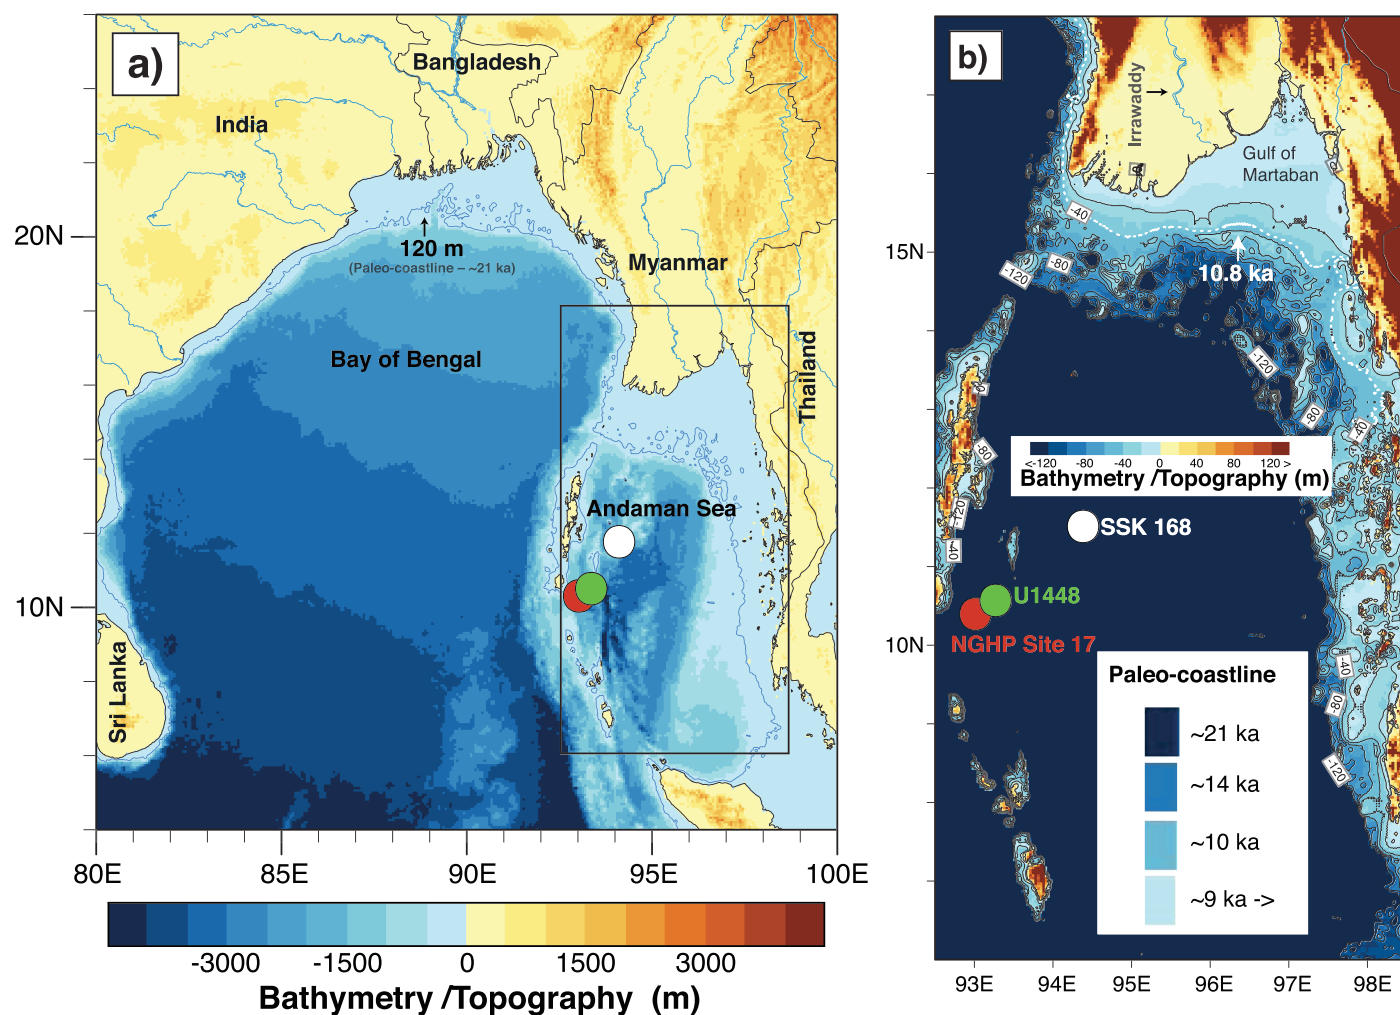 a)
Bangladesh
India
20N
120 m
(Paleo-coastline – ~21 ka)
Myanmar
Bay of Bengal
Thailand
Andaman Sea
10N
Sri Lanka
80E 85E 90E 95E 100E
-3000 -1500 0 1500 3000
Bathymetry /Topography (m)
b)
Irrawaddy
Gulf of
Martaban
0
0
-40
15N
10.8 ka
-120
-80
-120
-80
-40
0
-80
-120
-40
<-120 -80 -40 0 40 80 120 >
Bathymetry /Topography (m)
SSK 168
U1448
NGHP Site 17
10N
-40
-80
-120
Paleo-coastline
~21 ka
~14 ka
~10 ka
~9 ka ->
93E 94E 95E 96E 97E 98E